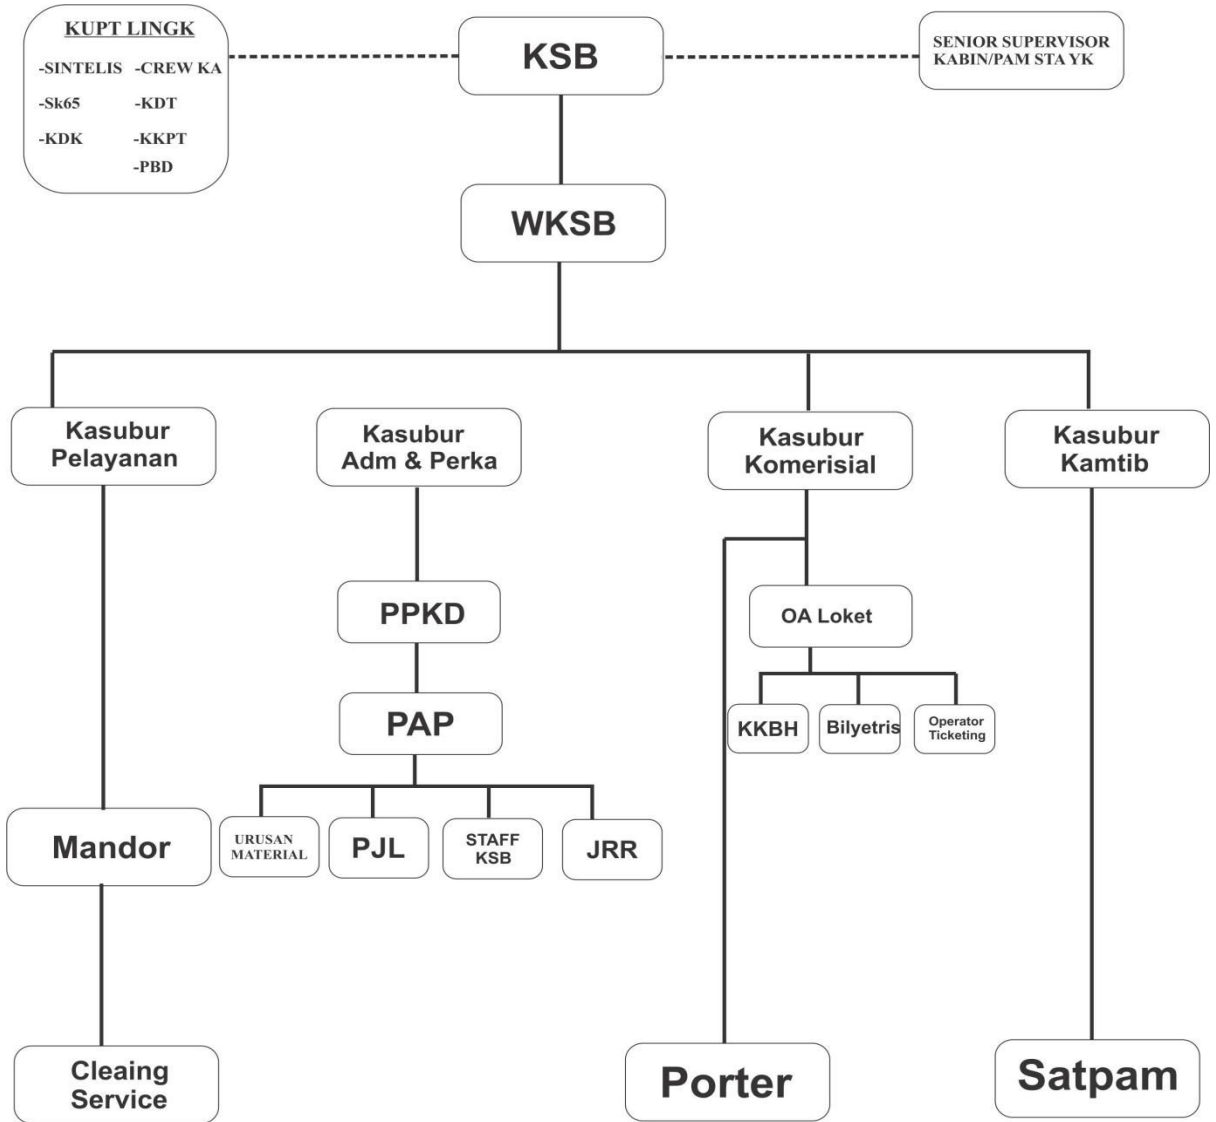 KUPT LINGK
-SINTELIS -CREW KA
-Sk65 -KDT
-KDK -KKPT
-PBD
KSB
SENIOR SUPERVISOR
KABIN/PAM STA YK
WKSB
Kasubur
Pelayanan
Kasubur
Adm & Perka
Kasubur
Komerisial
Kasubur
Kamtib
PPKD
OA Loket
PAP
KKBH
Bilyetris
Operator
Ticketing
Mandor
URUSAN
MATERIAL
PJL
STAFF
KSB
JRR
Cleaing
Service
Porter
Satpam